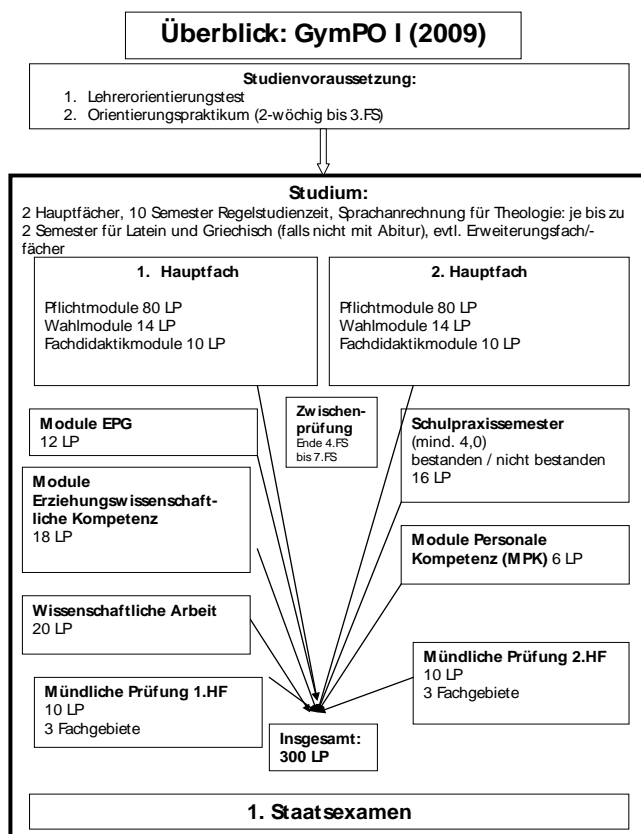 Überblick: GymPO I (2009)
Studienvoraussetzung:
1. Lehrerorientierungstest
2. Orientierungspraktikum (2-wöchig bis 3.FS)
Studium:
2 Hauptfächer, 10 Semester Regelstudienzeit, Sprachanrechnung für Theologie: je bis zu
2 Semester für Latein und Griechisch (falls nicht mit Abitur), evtl. Erweiterungsfach/-
fächer
1. Hauptfach
Pflichtmodule 80 LP
Wahlmodule 14 LP
Fachdidaktikmodule 10 LP
2. Hauptfach
Pflichtmodule 80 LP
Wahlmodule 14 LP
Fachdidaktikmodule 10 LP
Module EPG
12 LP
Zwischen-
prüfung
Ende 4.FS
bis 7.FS
Schulpraxissemester
(mind. 4,0)
bestanden / nicht bestanden
16 LP
Module
Erziehungswissenschaft-
liche Kompetenz
18 LP
Module Personale
Kompetenz (MPK) 6 LP
Wissenschaftliche Arbeit
20 LP
Mündliche Prüfung 2.HF
10 LP
3 Fachgebiete
Mündliche Prüfung 1.HF
10 LP
3 Fachgebiete
Insgesamt:
300 LP
1. Staatsexamen